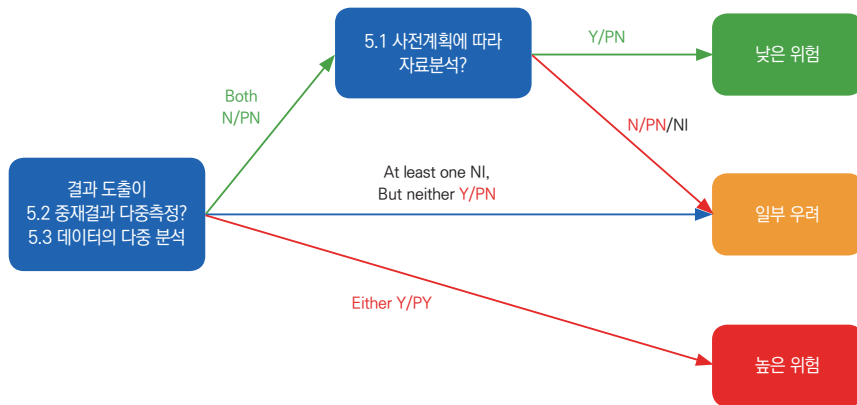 5.1 사전계획에 따라
자료분석?
Y/PN
낮은 위험
Both
N/PN
N/PN/NI
결과 도출이
5.2 중재결과 다중측정?
5.3 데이터의 다중 분석
At least one NI,
But neither Y/PN
일부 우려
Either Y/PY
높은 위험